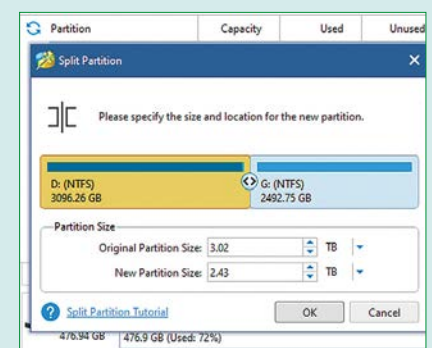 Partition Capacity Used Unused
Split Partition
Please specify the size and location for the new partition.
D: (NTFS) G: (NTFS)
3096.26 GB 2492.75 GB
Partition Size
Original Partition Size: 3.02 TB
New Partition Size: 2.43 TB
Split Partition Tutorial OK Cancel
476.94 GB 476.9 GB (Used: 72%)